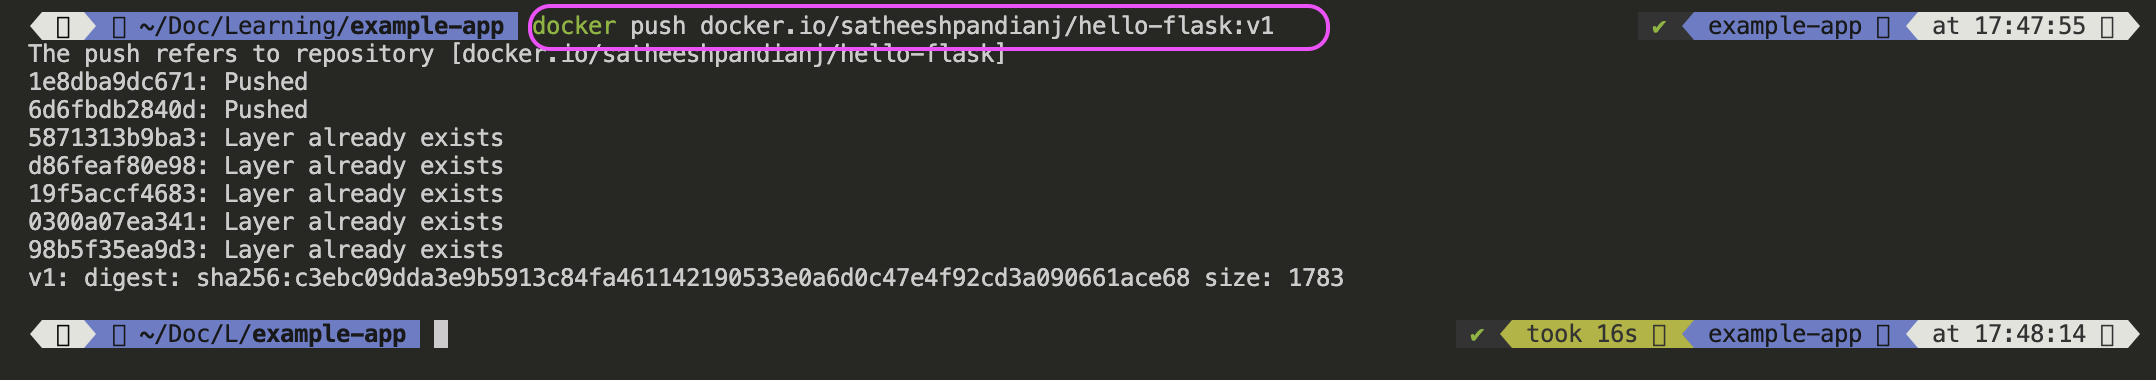 ~/Doc/Learning/example-app docker push docker.io/satheeshpandianj/hello-flask:v1 ✔ example-app at 17:47:55
The push refers to repository [docker.io/satheeshpandianj/hello-flask]
1e8dba9dc671: Pushed
6d6fbdb2840d: Pushed
5871313b9ba3: Layer already exists
d86feaf80e98: Layer already exists
19f5accf4683: Layer already exists
0300a07ea341: Layer already exists
98b5f35ea9d3: Layer already exists
v1: digest: sha256:c3ebc09dda3e9b5913c84fa461142190533e0a6d0c47e4f92cd3a090661ace68 size: 1783
~/Doc/L/example-app ✔ took 16s example-app at 17:48:14